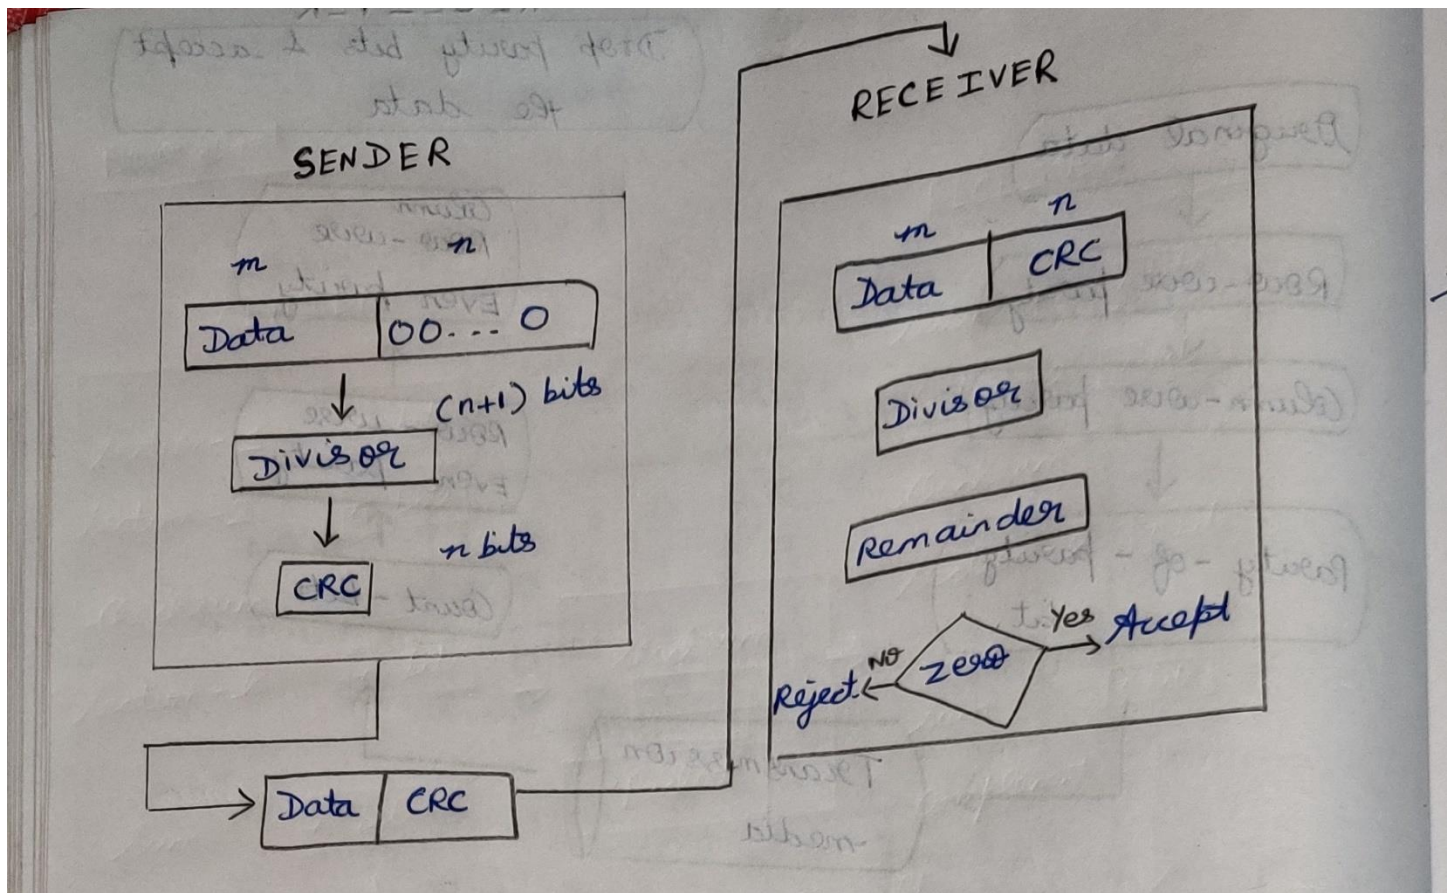 SENDER
m n
Data 00... 0
(n+1) bits
Divisor
n bits
CRC
Data CRC
RECEIVER
m n
Data CRC
Divisor
Remainder
zero
Yes Accept
No
Reject